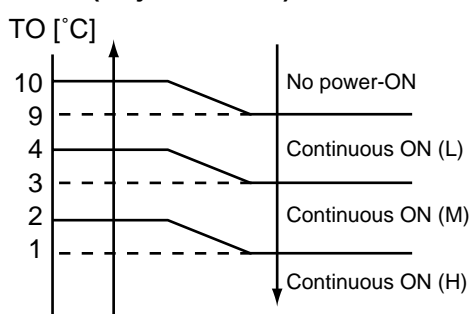 TO [˚C]
10
No power-ON
9
4
Continuous ON (L)
3
2
Continuous ON (M)
1
Continuous ON (H)